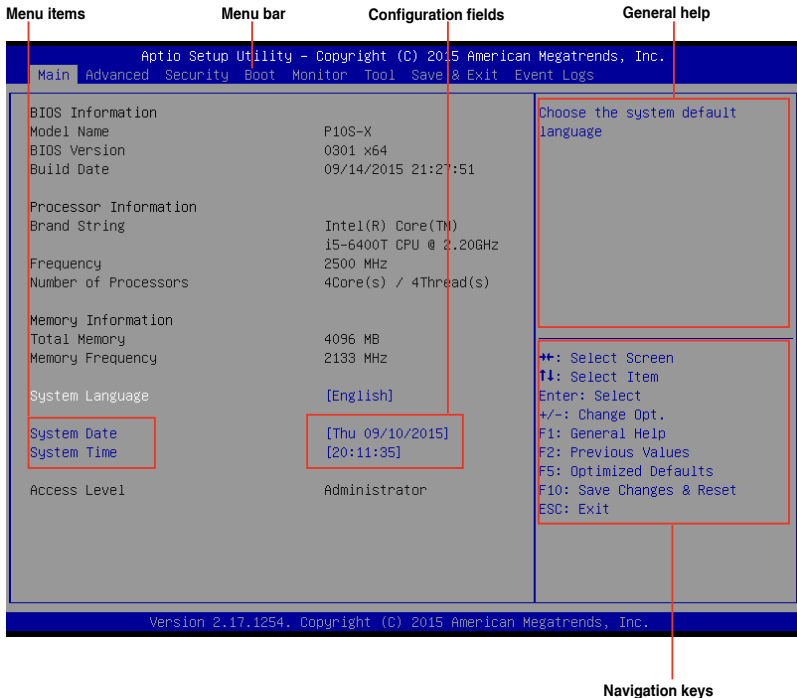 Menu items Menu bar Configuration fields General help
Aptio Setup Utility – Copyright (C) 2015 American Megatrends, Inc.
Main Advanced Security Boot Monitor Tool Save & Exit Event Logs
BIOS Information
Model Name P10S-X
BIOS Version 0301 x64
Build Date 09/14/2015 21:27:51
Processor Information
Brand String Intel(R) Core(TM)
i5-6400T CPU @ 2.20GHz
Frequency 2500 MHz
Number of Processors 4Core(s) / 4Thread(s)
Memory Information
Total Memory 4096 MB
Memory Frequency 2133 MHz
System Language [English]
System Date [Thu 09/10/2015]
System Time [20:11:35]
Access Level Administrator
Choose the system default
language
→←: Select Screen
↑↓: Select Item
Enter: Select
+/-: Change Opt.
F1: General Help
F2: Previous Values
F5: Optimized Defaults
F10: Save Changes & Reset
ESC: Exit
Version 2.17.1254. Copyright (C) 2015 American Megatrends, Inc.
Navigation keys